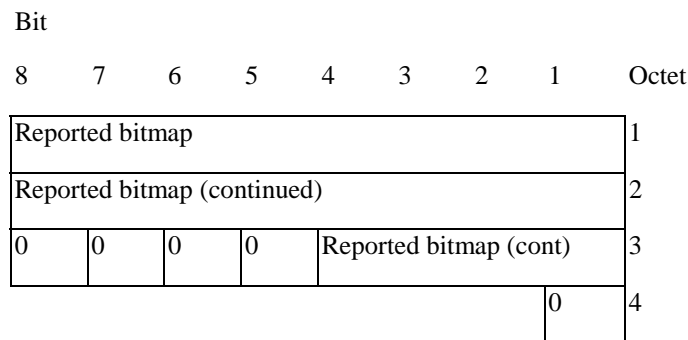 Bit
8 7 6 5 4 3 2 1 Octet
Reported bitmap 1
Reported bitmap (continued) 2
0 0 0 0 Reported bitmap (cont) 3
0 4